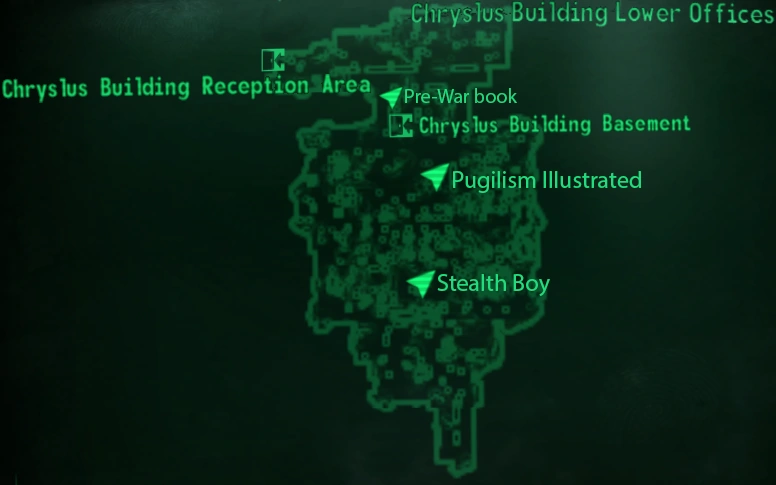 Chryslus Building Lower Offices
Chryslus Building Reception Area
Pre-War book
Chryslus Building Basement
Pugilism Illustrated
Stealth Boy